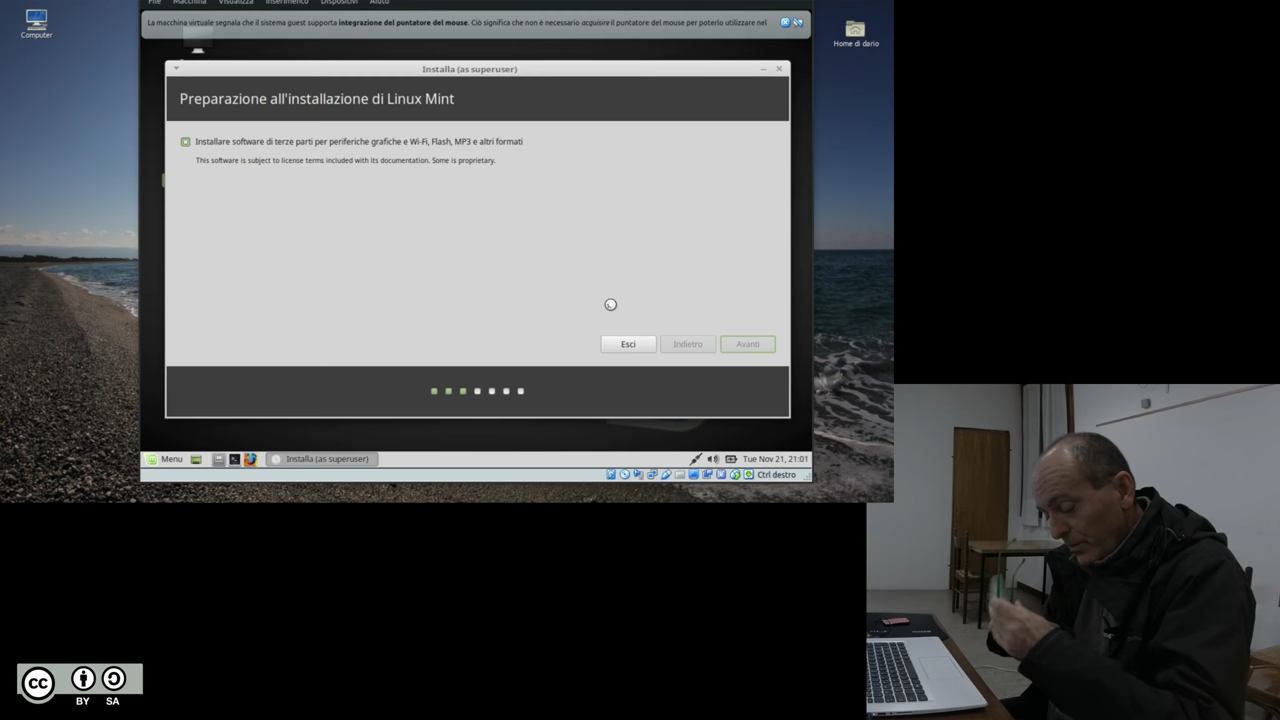 File Macchina Visualizza Inserimento Dispositivi Aiuto
La macchina virtuale segnala che il sistema guest supporta integrazione del puntatore del mouse. Ciò significa che non è necessario acquisire il puntatore del mouse per poterlo utilizzare nel
Computer
Home di dario
Installa (as superuser)
Preparazione all'installazione di Linux Mint
Installare software di terze parti per periferiche grafiche e Wi-Fi, Flash, MP3 e altri formati
This software is subject to license terms included with its documentation. Some is proprietary.
Esci Indietro Avanti
Menu Installa (as superuser) Tue Nov 21, 21:01
Ctrl destro
cc
BY SA